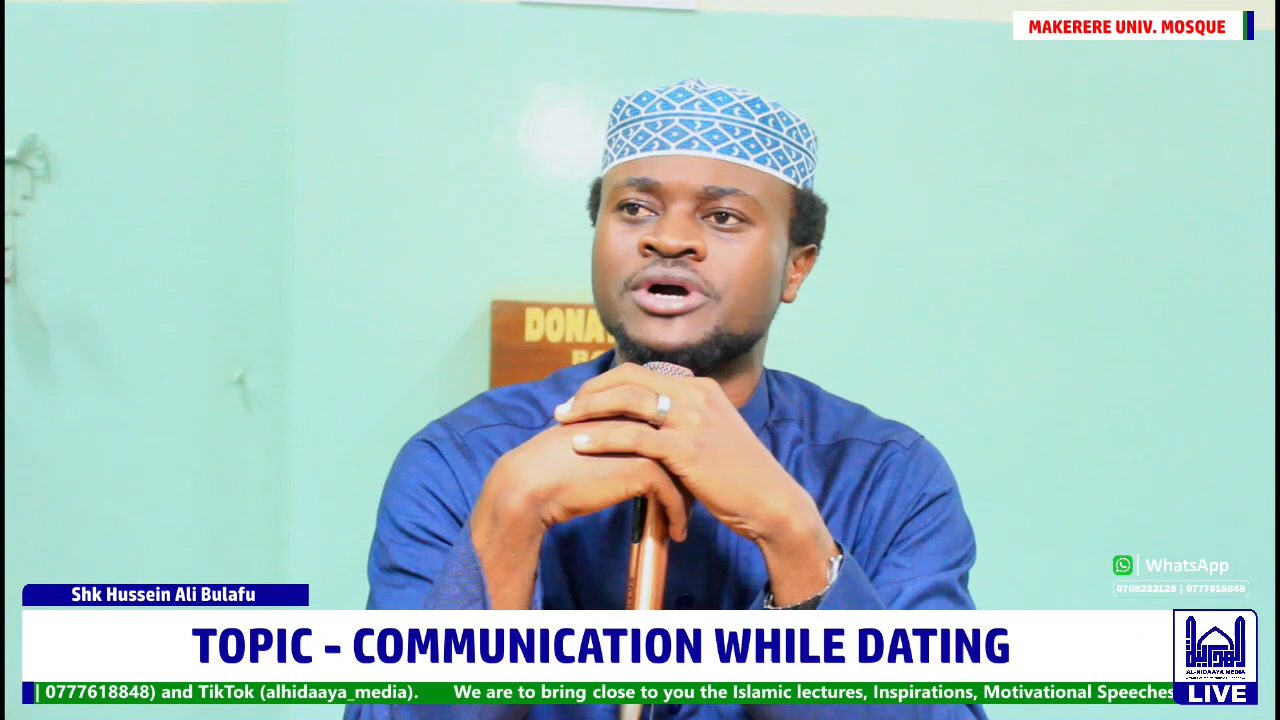 MAKERERE UNIV. MOSQUE
DONA
WhatsApp
0708223125 | 0777618848
Shk Hussein Ali Bulafu
TOPIC - COMMUNICATION WHILE DATING
AL-HIDAAYA MEDIA
| 0777618848) and TikTok (alhidaaya_media). We are to bring close to you the Islamic lectures, Inspirations, Motivational Speeches
LIVE